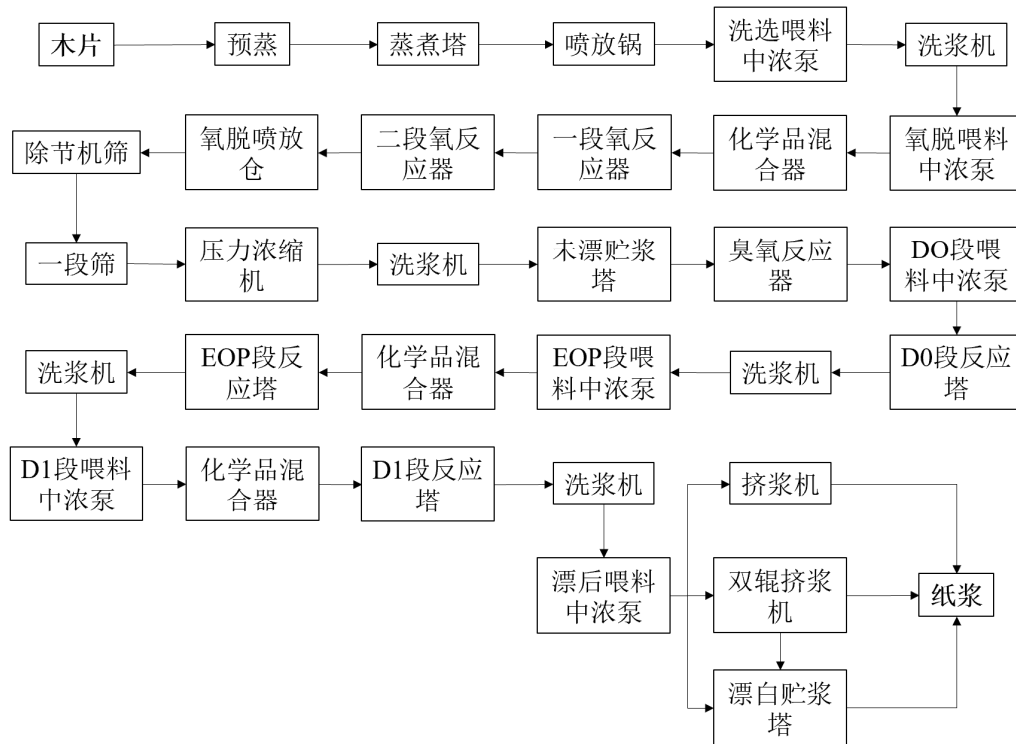 木片
预蒸
蒸煮塔
喷放锅
洗选喂料
中浓泵
洗浆机
氧脱喂料
中浓泵
化学品混
合器
一段氧反
应器
二段氧反
应器
氧脱喷放
仓
除节机筛
一段筛
压力浓缩
机
洗浆机
未漂贮浆
塔
臭氧反应
器
DO段喂
料中浓泵
D0段反应
塔
洗浆机
EOP段喂
料中浓泵
化学品混
合器
EOP段反
应塔
洗浆机
D1段喂料
中浓泵
化学品混
合器
D1段反应
塔
洗浆机
漂后喂料
中浓泵
挤浆机
双辊挤浆
机
漂白贮浆
塔
纸浆